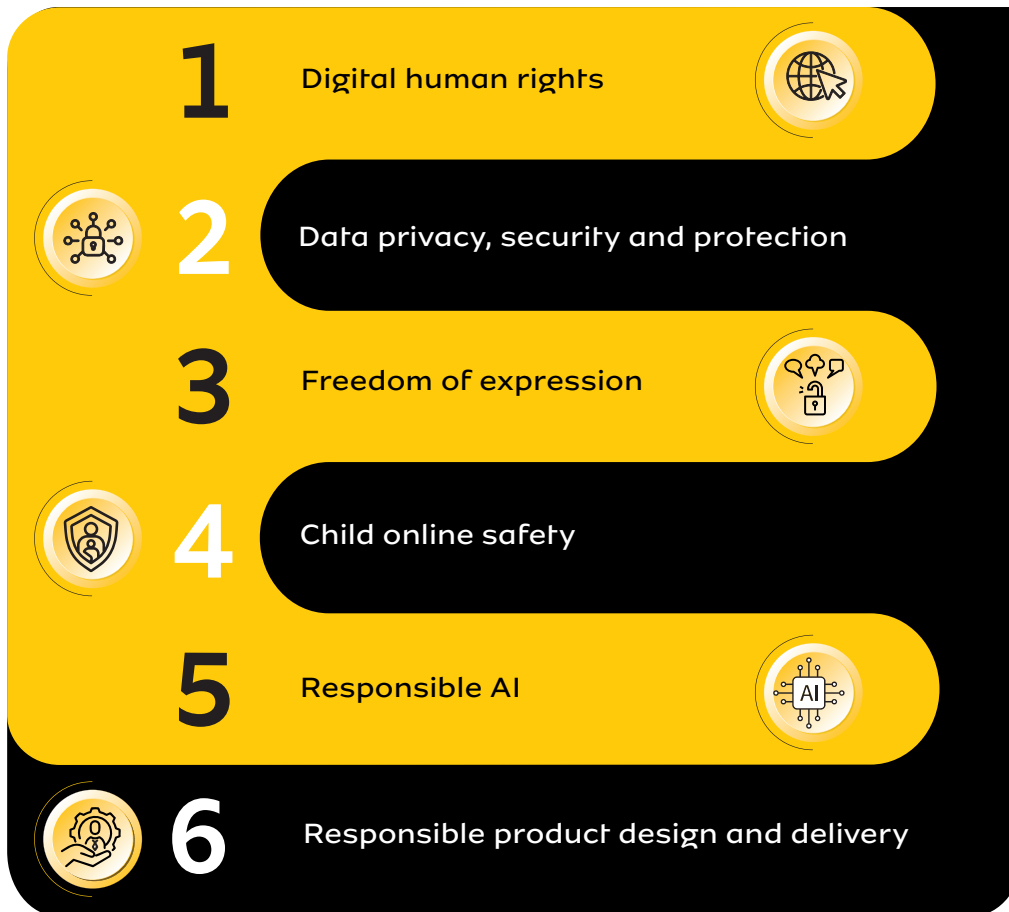 1
Digital human rights
2
Data privacy, security and protection
3
Freedom of expression
4
Child online safety
5
Responsible AI
AI
6
Responsible product design and delivery